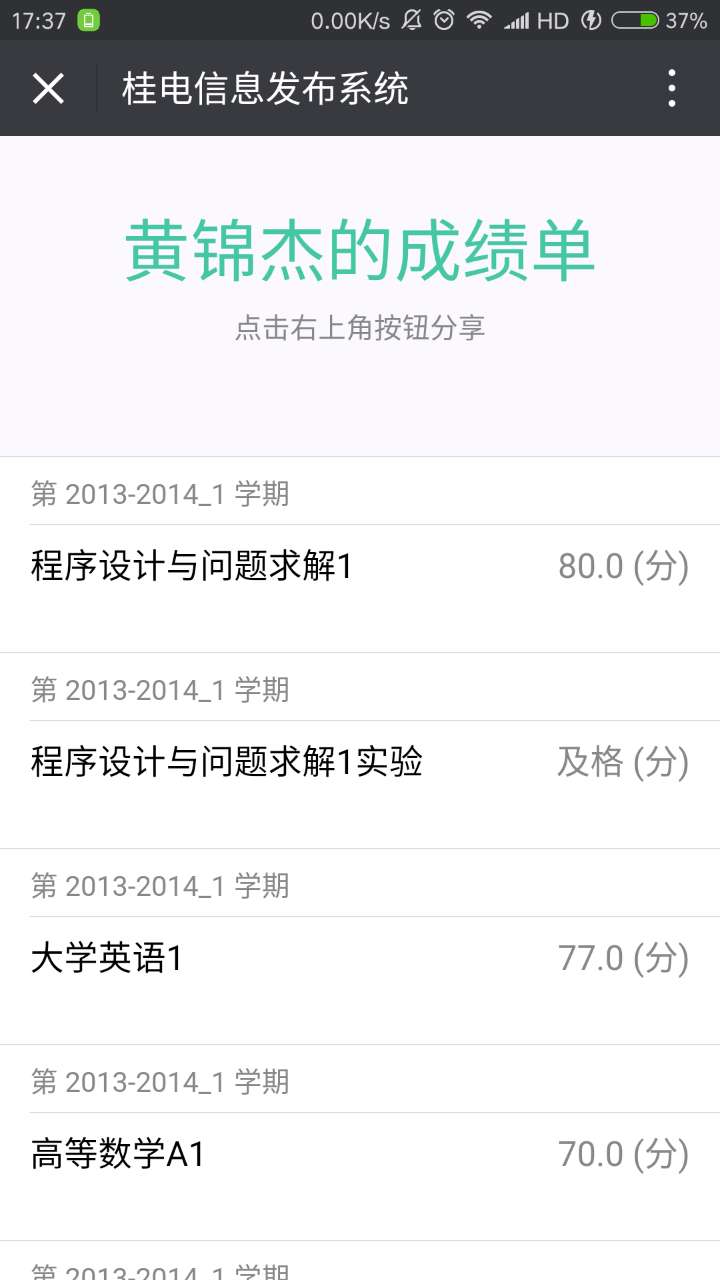 17:37 0.00K/s HD 37%
桂电信息发布系统
黄锦杰的成绩单
点击右上角按钮分享
第 2013-2014_1 学期
程序设计与问题求解1 80.0 (分)
第 2013-2014_1 学期
程序设计与问题求解1实验 及格 (分)
第 2013-2014_1 学期
大学英语1 77.0 (分)
第 2013-2014_1 学期
高等数学A1 70.0 (分)
第 2013-2014_1 学期